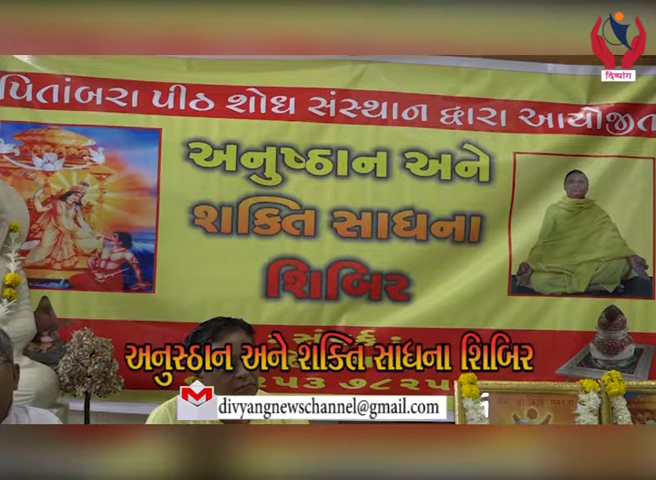 દિવ્યાંગ
પિતાંબરા પીઠ શોધ સંસ્થાન દ્વારા આયોજીત
અનુષ્ઠાન અને
શક્તિ સાધના
શિબિર
અનુસ્ઠાન અને શક્તિ સાધના શિબિર
divyangnewschannel@gmail.com